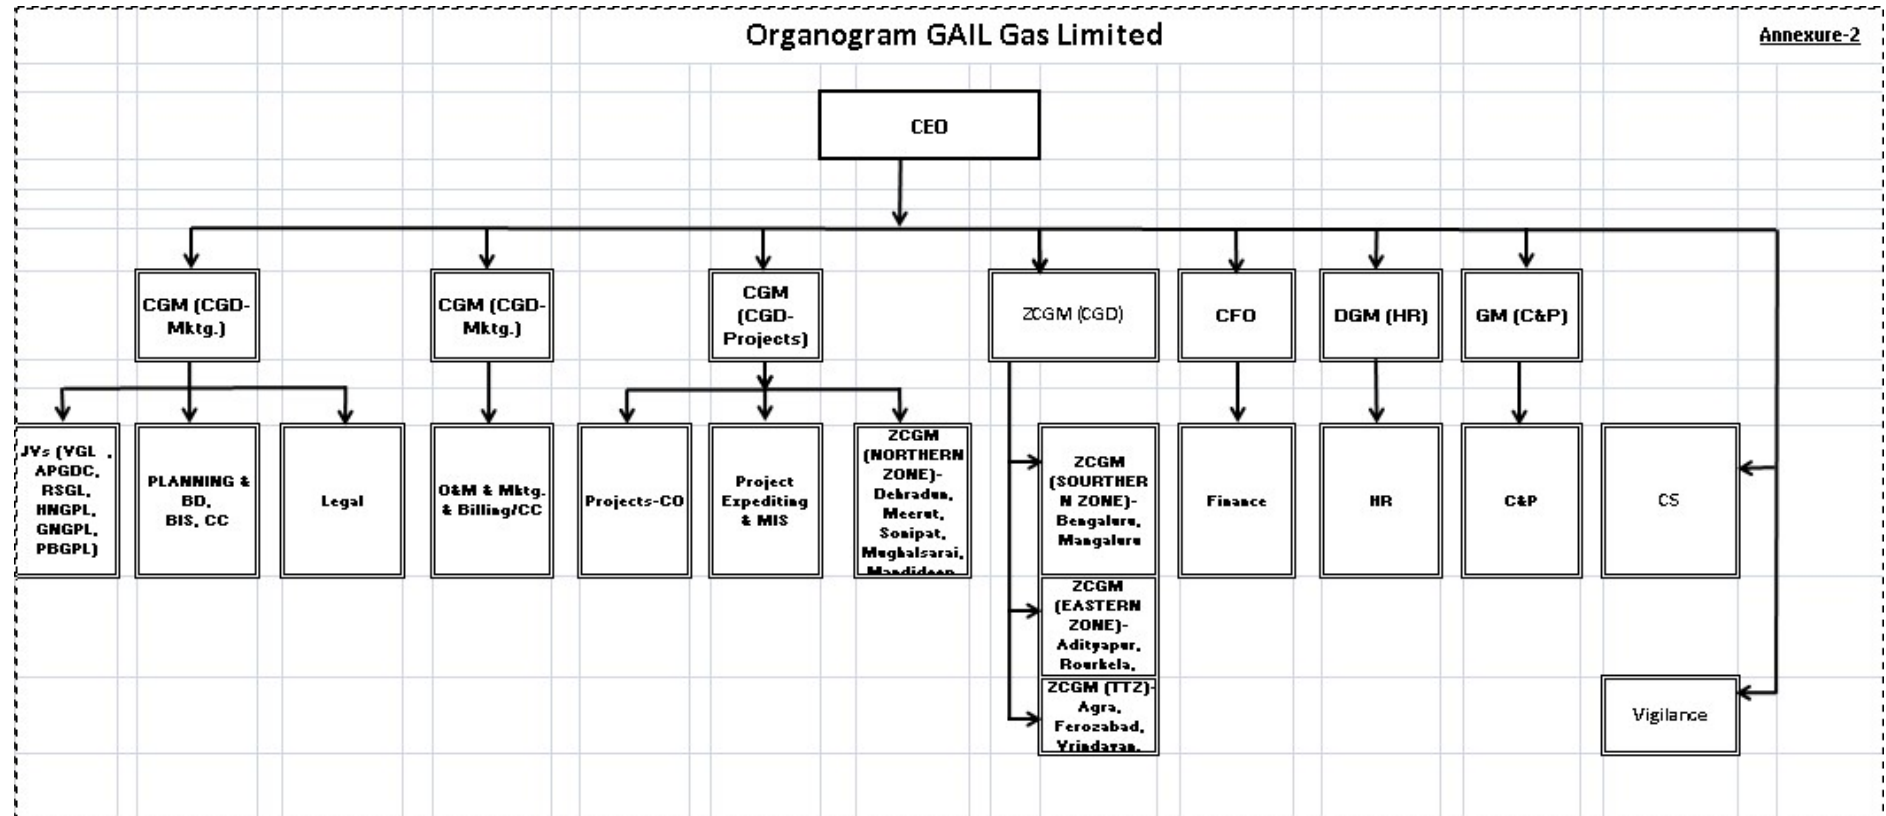 Organogram GAIL Gas Limited
Annexure-2
CEO
CGM (CGD-
Mktg.)
CGM (CGD-
Mktg.)
CGM
(CGD-
Projects)
ZCGM (CGD)
CFO
DGM (HR)
GM (C&P)
JVs (VGL ,
APGDC,
RSGL,
HNGPL,
GNGPL,
PBGPL)
PLANNING &
BD,
BIS, CC
Legal
O&M & Mktg.
& Billing/CC
Projects-CO
Project
Expediting
& MIS
ZCGM
(NORTHERN
ZONE)-
Dehradun,
Meerut,
Sonipat,
Mughalsarai,
Mandideep
ZCGM
(SOURTHER
N ZONE)-
Bengaluru,
Mangaluru
Finance
HR
C&P
CS
ZCGM
(EASTERN
ZONE)-
Adityapur,
Rourkela,
ZCGM (TTZ)-
Agra,
Ferozabad,
Vrindavan,
Vigilance